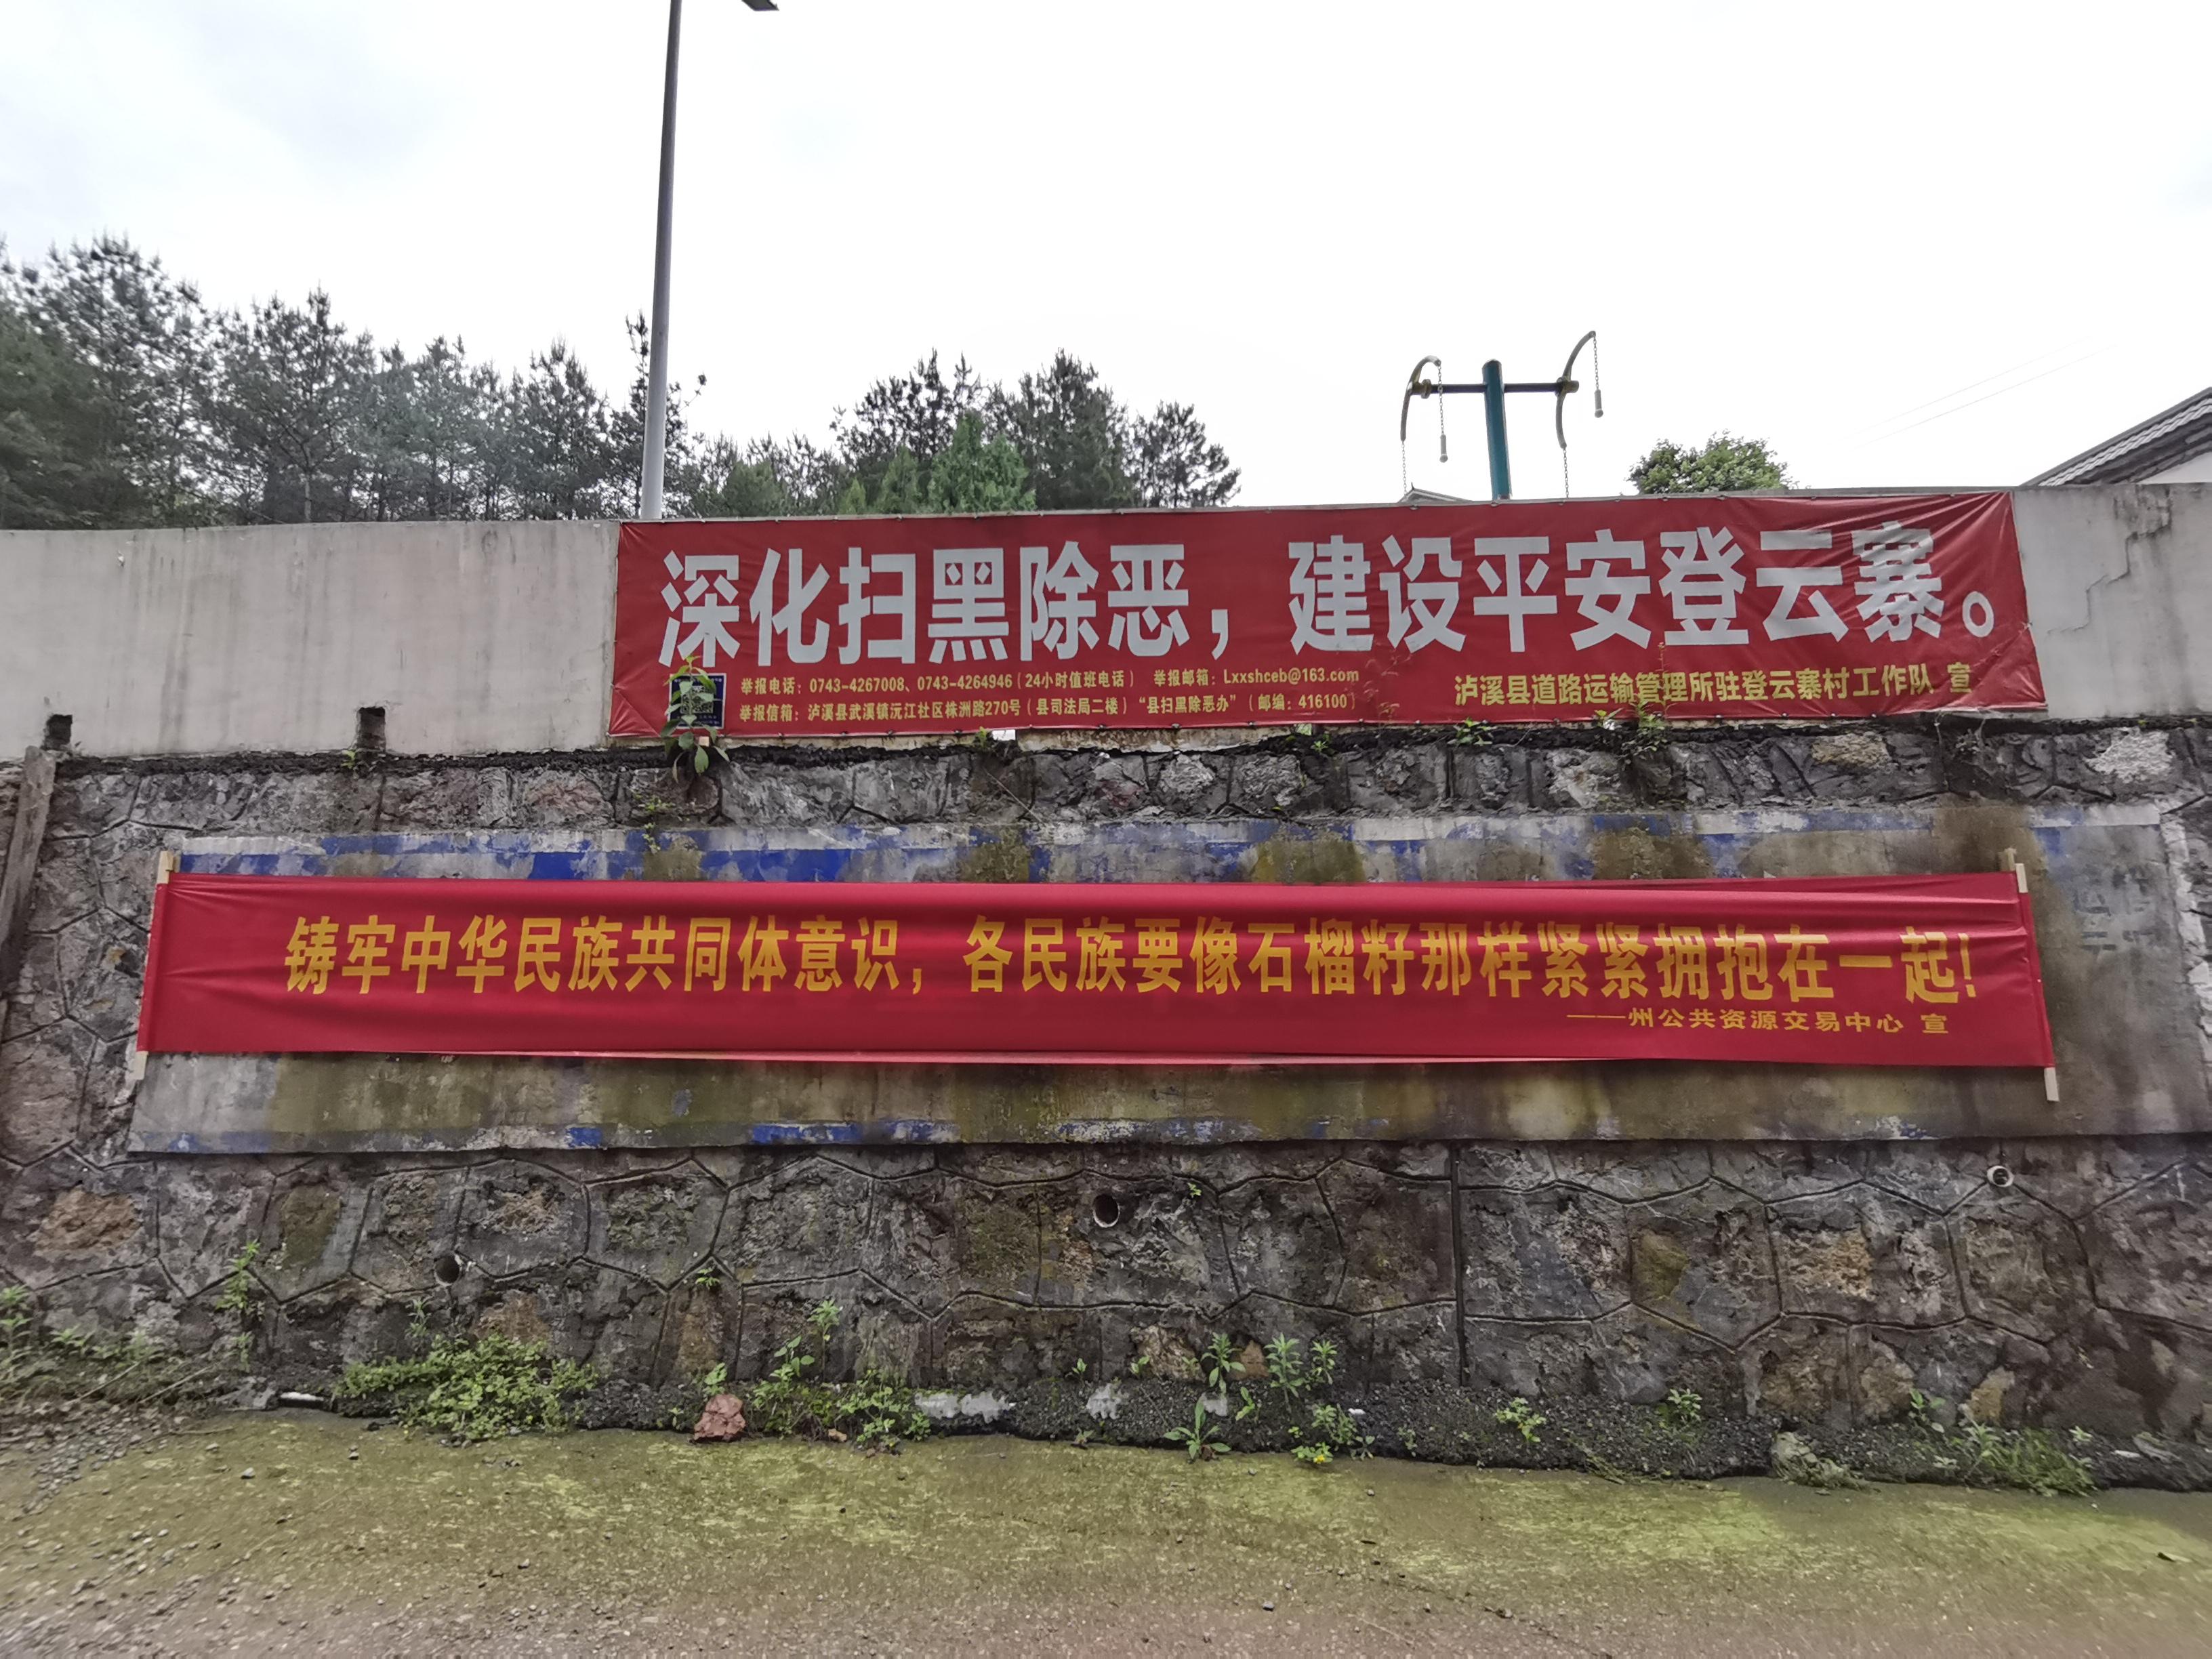 深化扫黑除恶，建设平安登云寨。
举报电话：0743-4267008、0743-4264946（24小时值班电话） 举报邮箱：Lxxshceb@163.com
举报信箱：泸溪县武溪镇沅江社区株洲路270号（县司法局二楼）“县扫黑除恶办”（邮编：416100）
泸溪县道路运输管理所驻登云寨村工作队 宣
铸牢中华民族共同体意识，各民族要像石榴籽那样紧紧拥抱在一起！
——州公共资源交易中心 宣